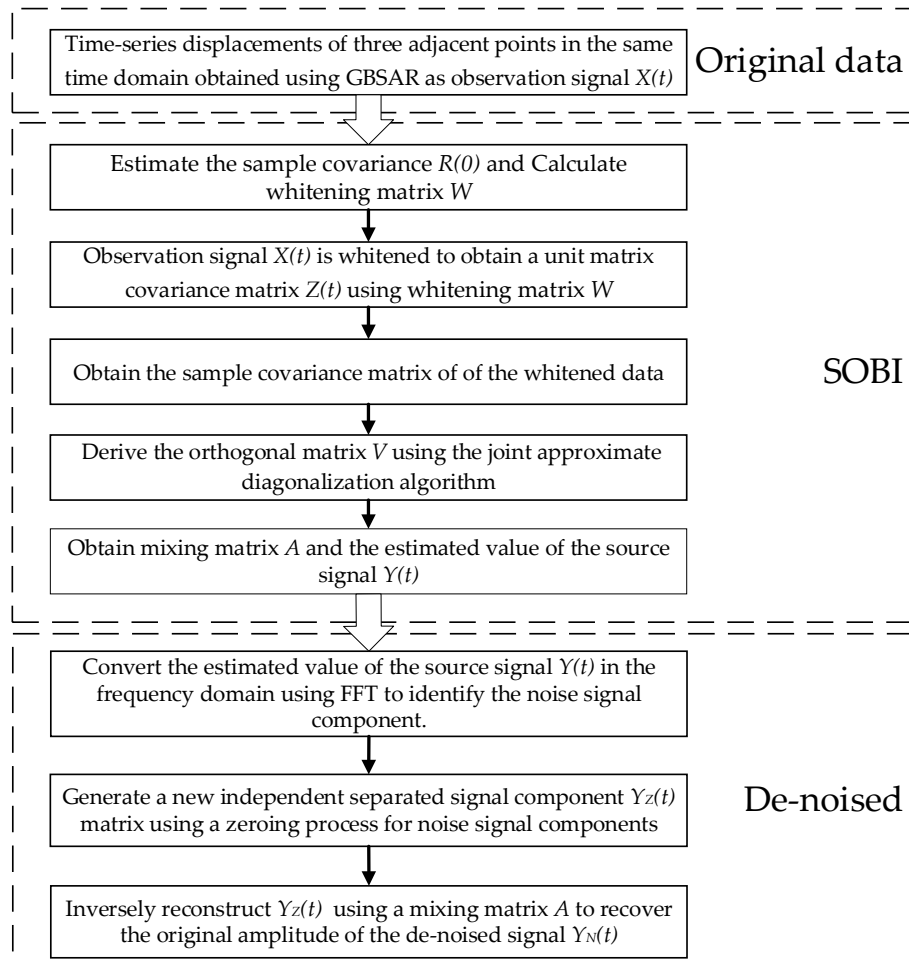 Time-series displacements of three adjacent points in the same
time domain obtained using GBSAR as observation signal X(t)
Original data
Estimate the sample covariance R(0) and Calculate
whitening matrix W
Observation signal X(t) is whitened to obtain a unit matrix
covariance matrix Z(t) using whitening matrix W
Obtain the sample covariance matrix of of the whitened data
SOBI
Derive the orthogonal matrix V using the joint approximate
diagonalization algorithm
Obtain mixing matrix A and the estimated value of the source
signal Y(t)
Convert the estimated value of the source signal Y(t) in the
frequency domain using FFT to identify the noise signal
component.
Generate a new independent separated signal component YZ(t)
matrix using a zeroing process for noise signal components
De-noised
Inversely reconstruct YZ(t) using a mixing matrix A to recover
the original amplitude of the de-noised signal YN(t)